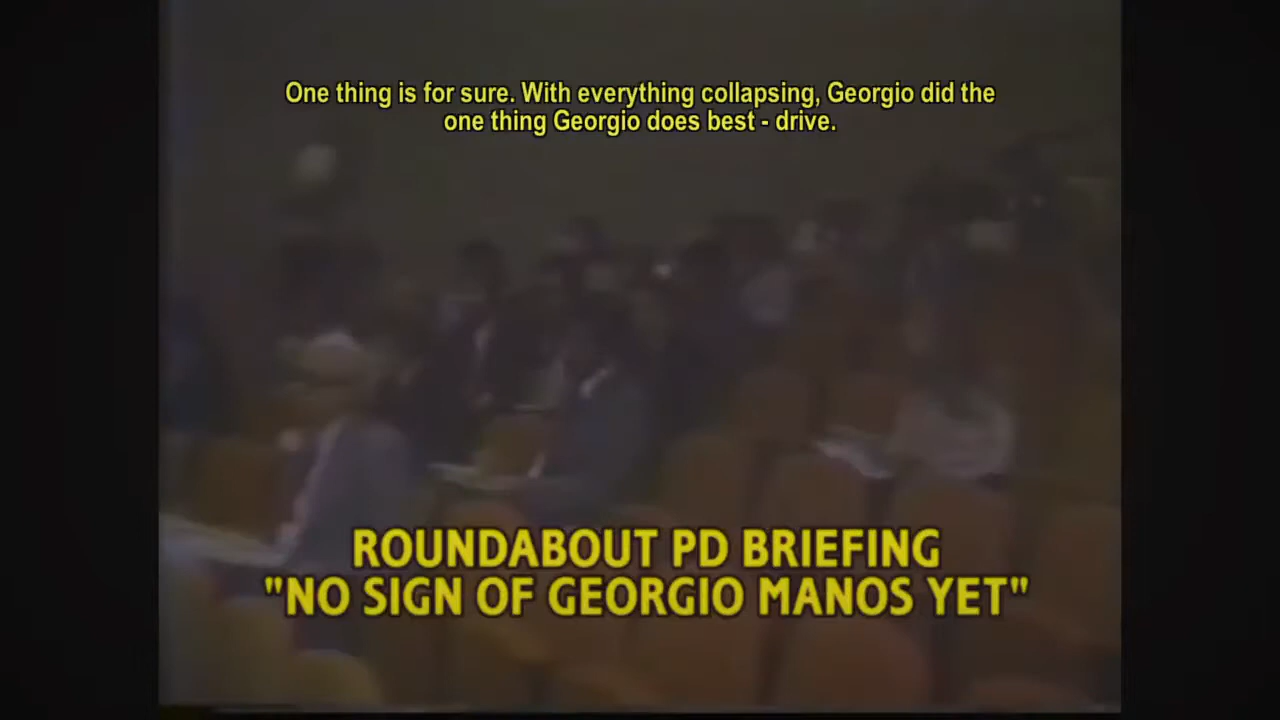 One thing is for sure. With everything collapsing, Georgio did the
one thing Georgio does best - drive.
ROUNDABOUT PD BRIEFING
"NO SIGN OF GEORGIO MANOS YET"